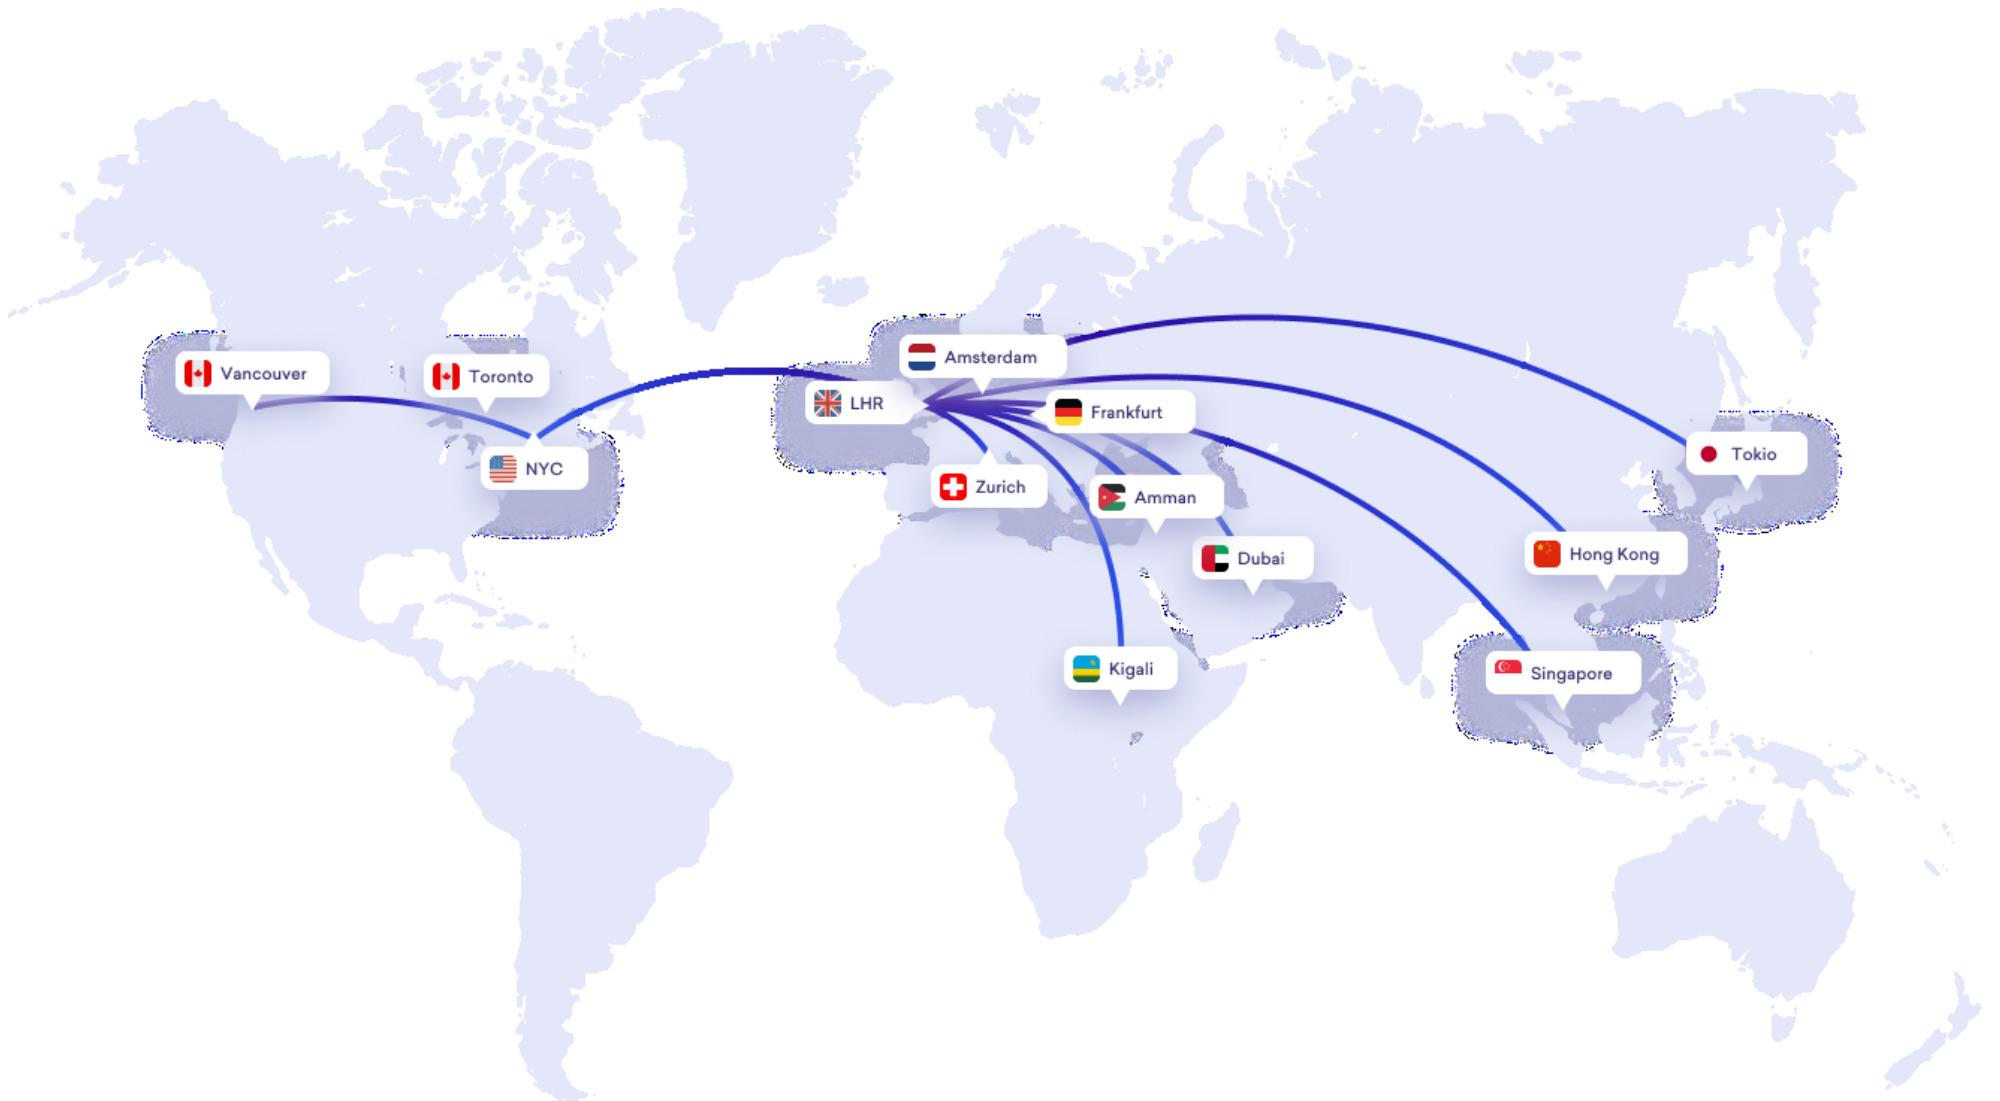 Amsterdam
Vancouver
Toronto
LHR
Frankfurt
Tokio
NYC
Zurich
Amman
Hong Kong
Dubai
Kigali
Singapore